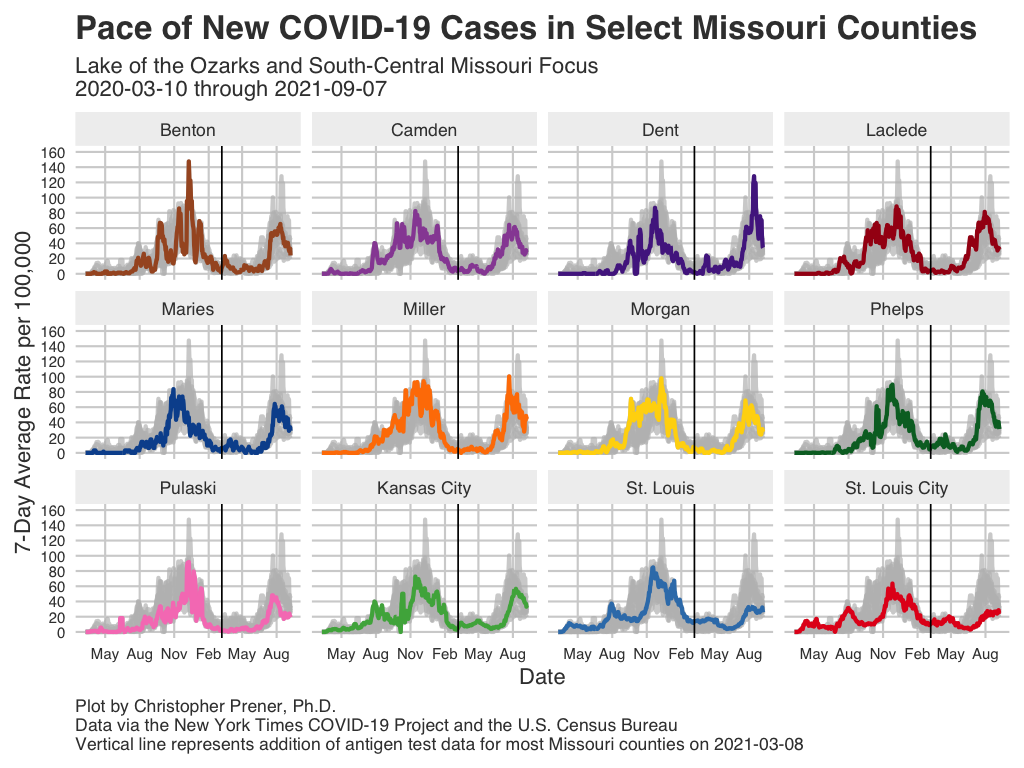 Pace of New COVID-19 Cases in Select Missouri Counties
Lake of the Ozarks and South-Central Missouri Focus
2020-03-10 through 2021-09-07
Benton Camden Dent Laclede
160
140
120
100
80
60
40
20
0
Maries Miller Morgan Phelps
160
140
120
100
80
60
40
20
0
Pulaski Kansas City St. Louis St. Louis City
160
140
120
100
80
60
40
20
0
7-Day Average Rate per 100,000
May Aug Nov Feb May Aug May Aug Nov Feb May Aug May Aug Nov Feb May Aug May Aug Nov Feb May Aug
Date
Plot by Christopher Prener, Ph.D.
Data via the New York Times COVID-19 Project and the U.S. Census Bureau
Vertical line represents addition of antigen test data for most Missouri counties on 2021-03-08